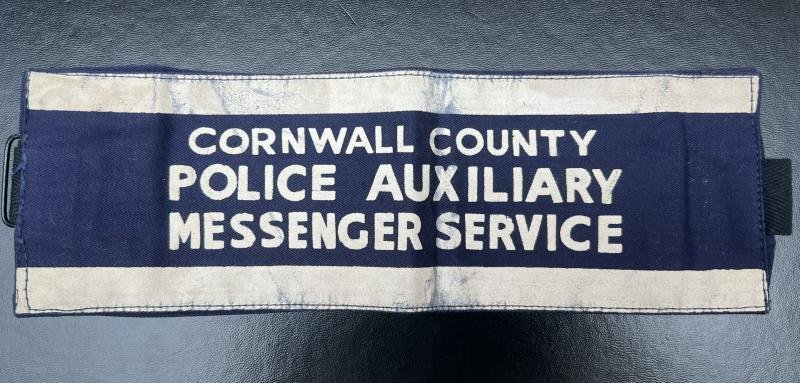 CORNWALL COUNTY
POLICE AUXILIARY
MESSENGER SERVICE